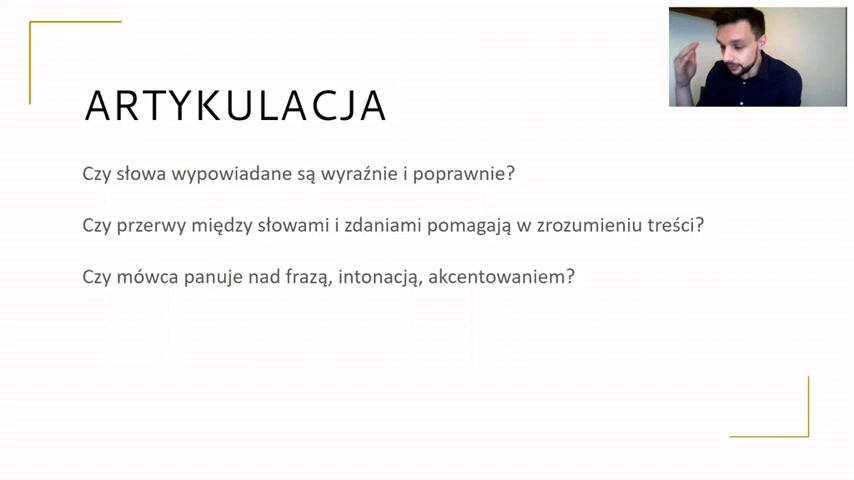 ARTYKULACJA
Czy słowa wypowiadane są wyraźnie i poprawnie?
Czy przerwy między słowami i zdaniami pomagają w zrozumieniu treści?
Czy mówca panuje nad frazą, intonacją, akcentowaniem?